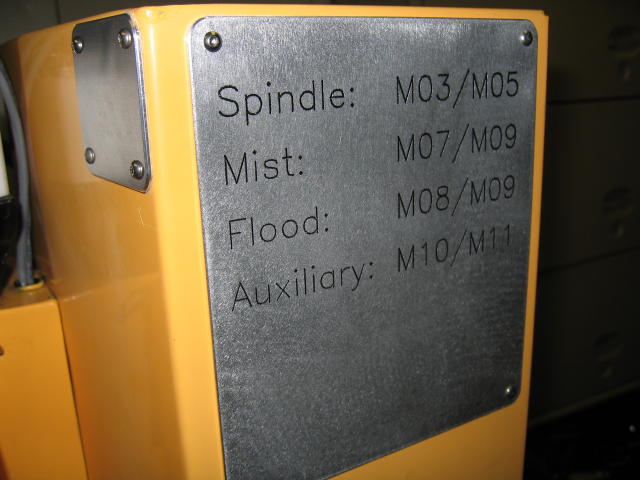 Spindle: M03/M05
Mist: M07/M09
Flood: M08/M09
Auxiliary: M10/M11